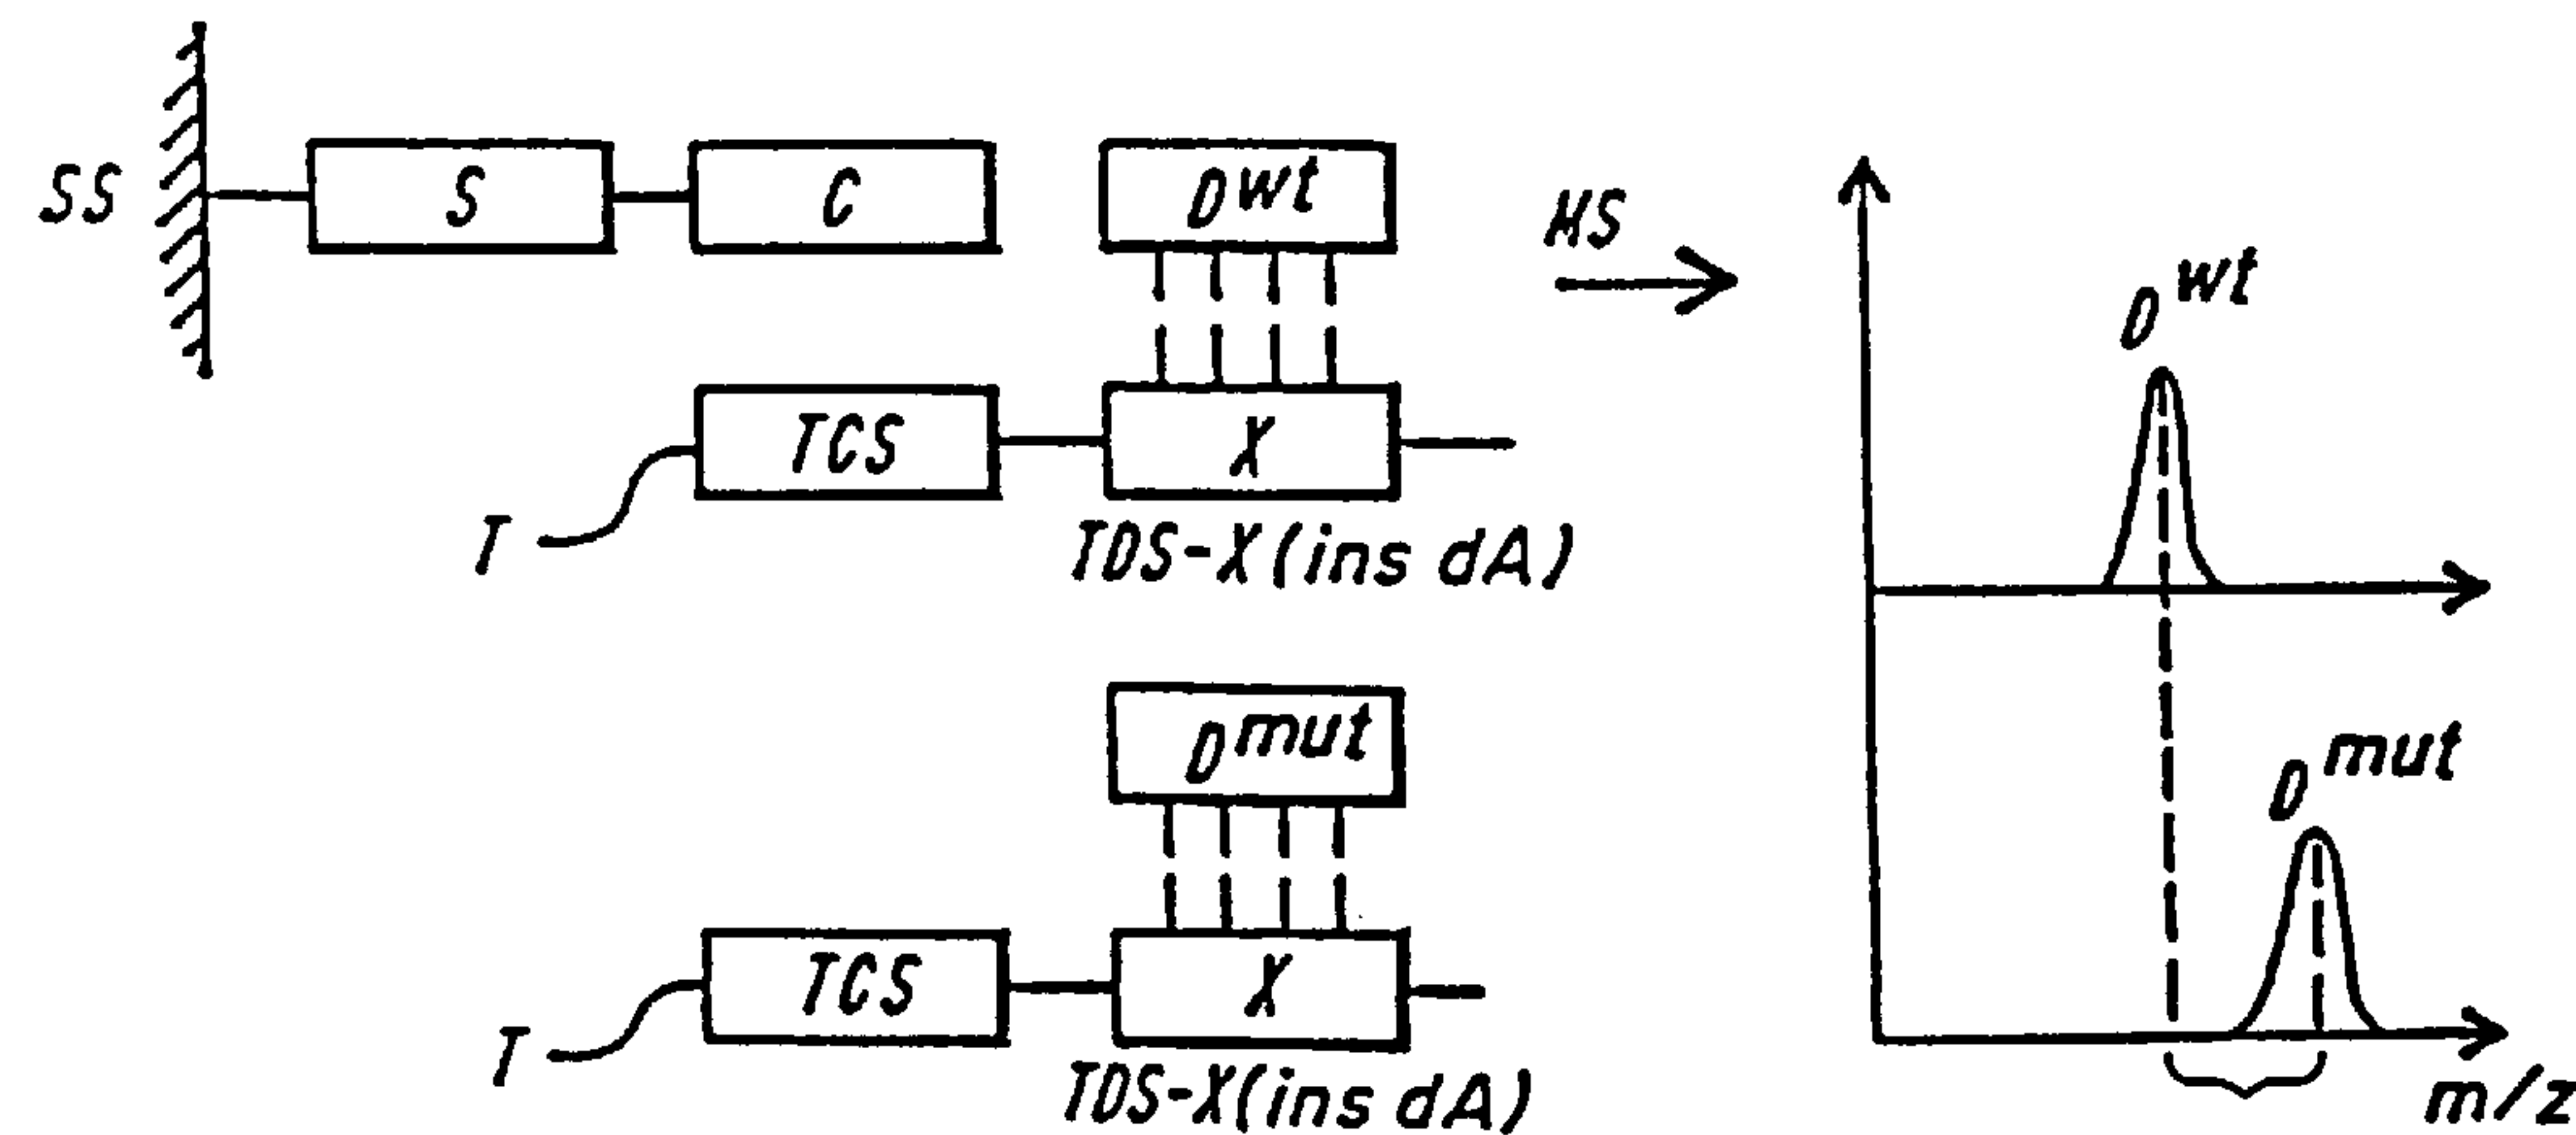 SS
S
C
D wt
MS
TCS
X
T
TDS-X(ins dA)
D wt
D mut
TCS
X
T
TDS-X(ins dA)
D mut
m/z